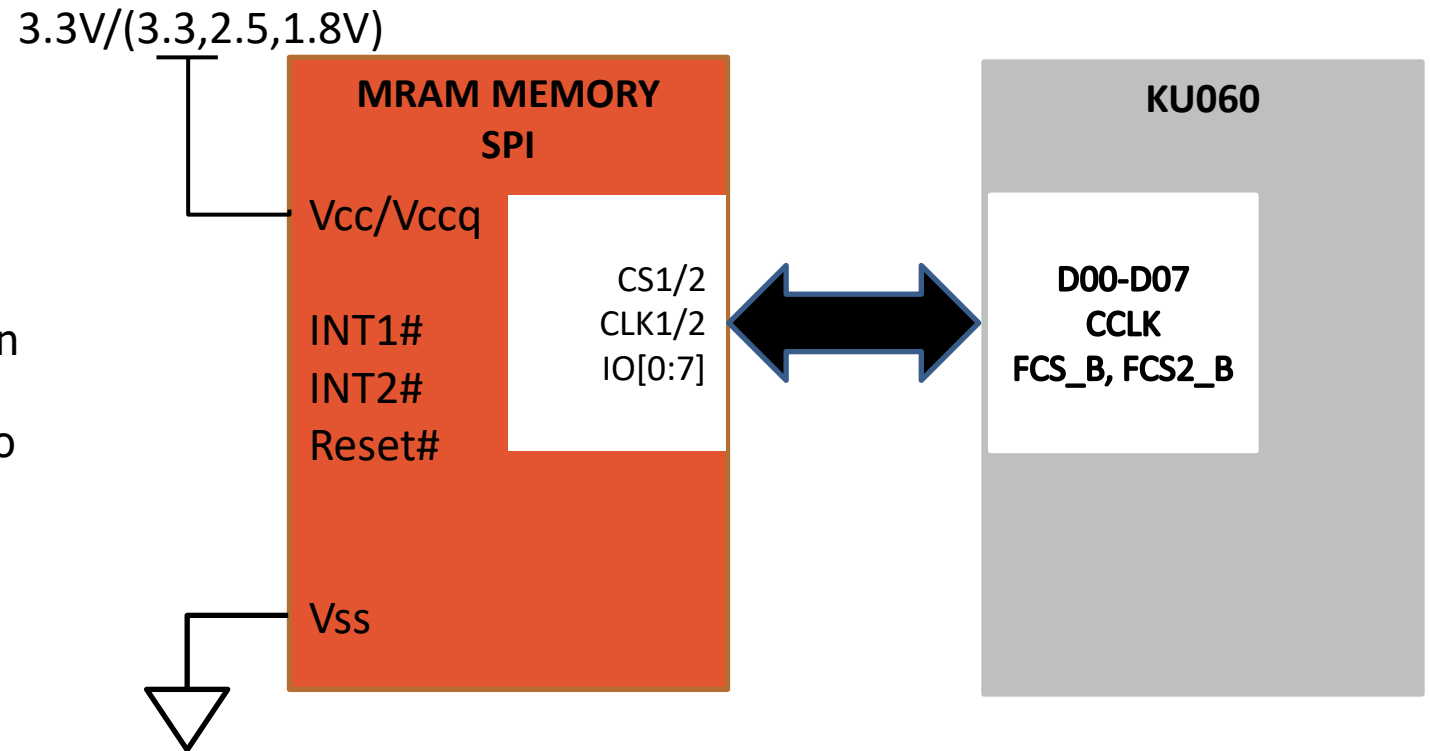 3.3V/(3.3,2.5,1.8V)
MRAM MEMORY
SPI
Vcc/Vccq
INT1#
INT2#
Reset#
Vss
CS1/2
CLK1/2
IO[0:7]
KU060
D00-D07
CCLK
FCS_B, FCS2_B
n
o